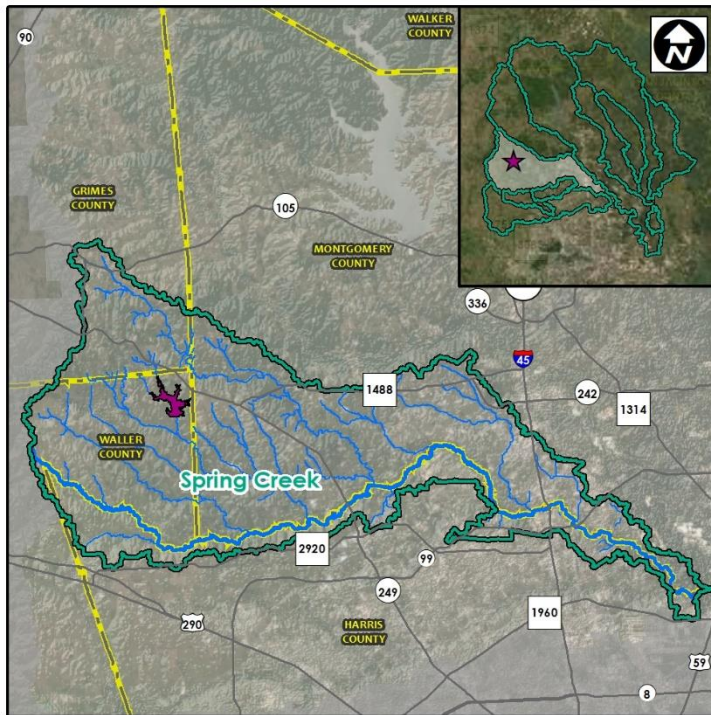 WALKER
COUNTY
90
N
GRIMES
COUNTY
105
MONTGOMERY
COUNTY
336
45
1488
242
1314
WALLER
COUNTY
Spring Creek
2920
99
249
1960
290
HARRIS
COUNTY
59
8